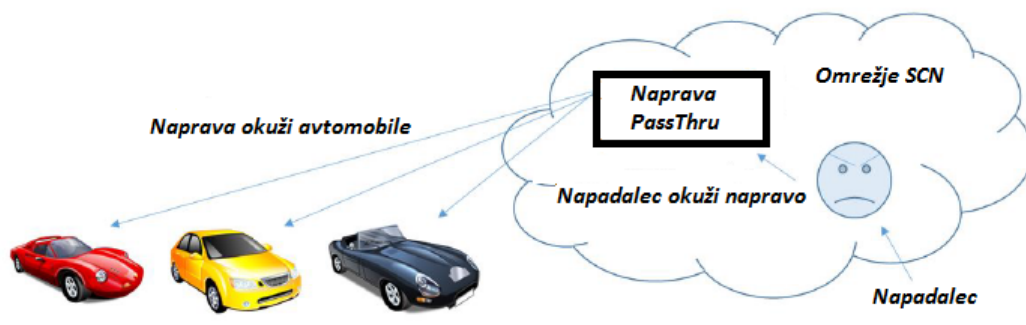 Omrežje SCN
Naprava
PassThru
Naprava okuži avtomobile
Napadalec okuži napravo
Napadalec